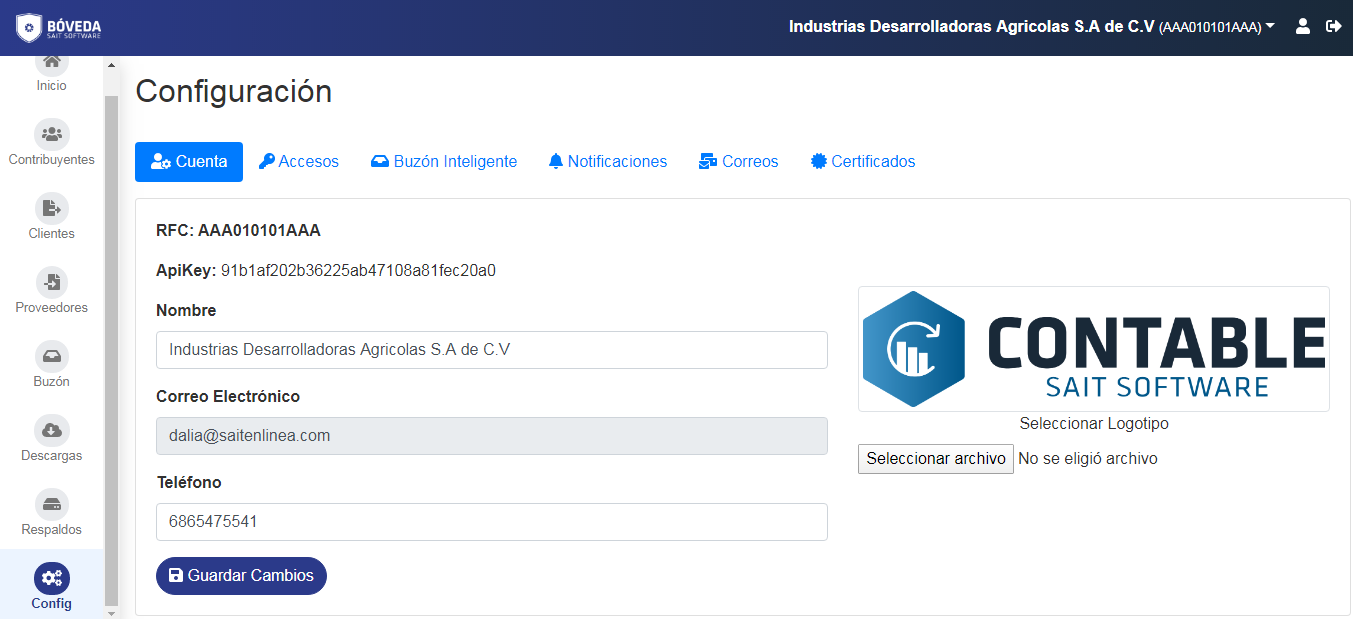 BÓVEDA
SAIT SOFTWARE
Industrias Desarrolladoras Agricolas S.A de C.V (AAA010101AAA)
Inicio
Contribuyentes
Clientes
Proveedores
Buzón
Descargas
Respaldos
Config
Configuración
Cuenta Accesos Buzón Inteligente Notificaciones Correos Certificados
RFC: AAA010101AAA
ApiKey: 91b1af202b36225ab47108a81fec20a0
Nombre
Industrias Desarrolladoras Agricolas S.A de C.V
Correo Electrónico
dalia@saitenlinea.com
Teléfono
6865475541
Guardar Cambios
CONTABLE
SAIT SOFTWARE
Seleccionar Logotipo
Seleccionar archivo No se eligió archivo